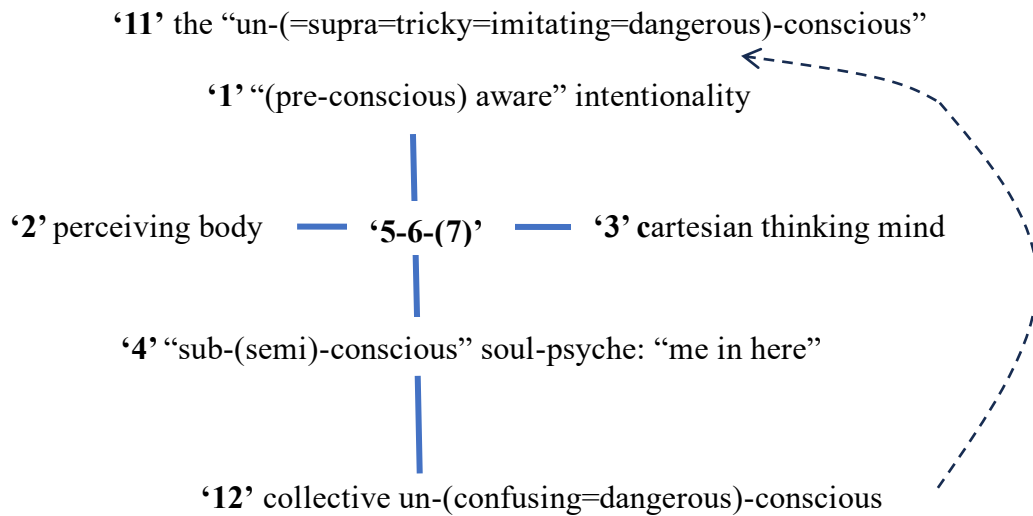 ‘11’ the “un-(=supra=tricky=imitating=dangerous)-conscious”
‘1’ “(pre-conscious) aware” intentionality
‘2’ perceiving body
‘5-6-(7)’
‘3’ cartesian thinking mind
‘4’ “sub-(semi)-conscious” soul-psyche: “me in here”
‘12’ collective un-(confusing=dangerous)-conscious